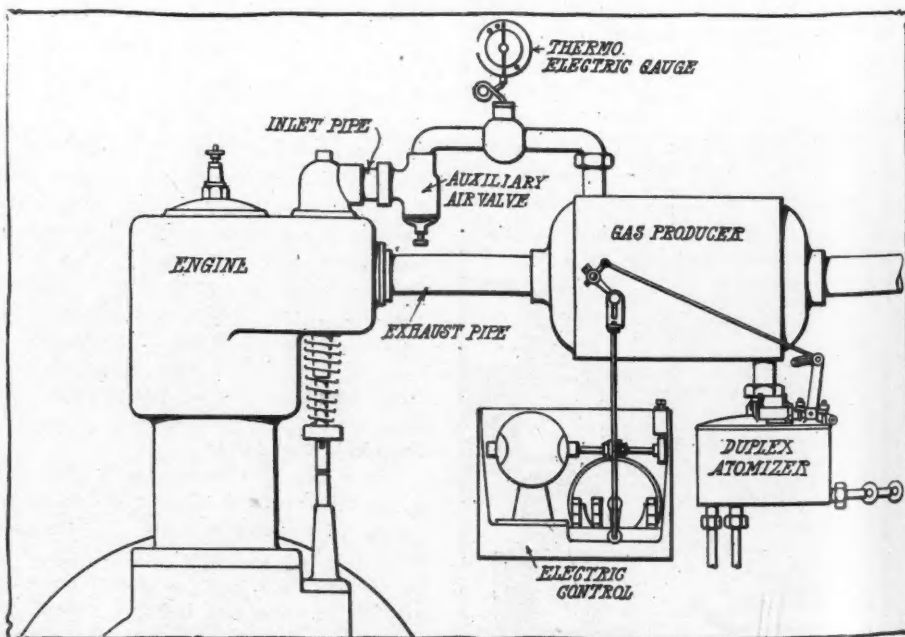 THERMO.
ELECTRIC GAUGE
INLET PIPE
AUXILIARY
AIR VALVE
GAS PRODUCER
ENGINE
EXHAUST PIPE
DUPLEX
ATOMIZER
ELECTRIC
CONTROL